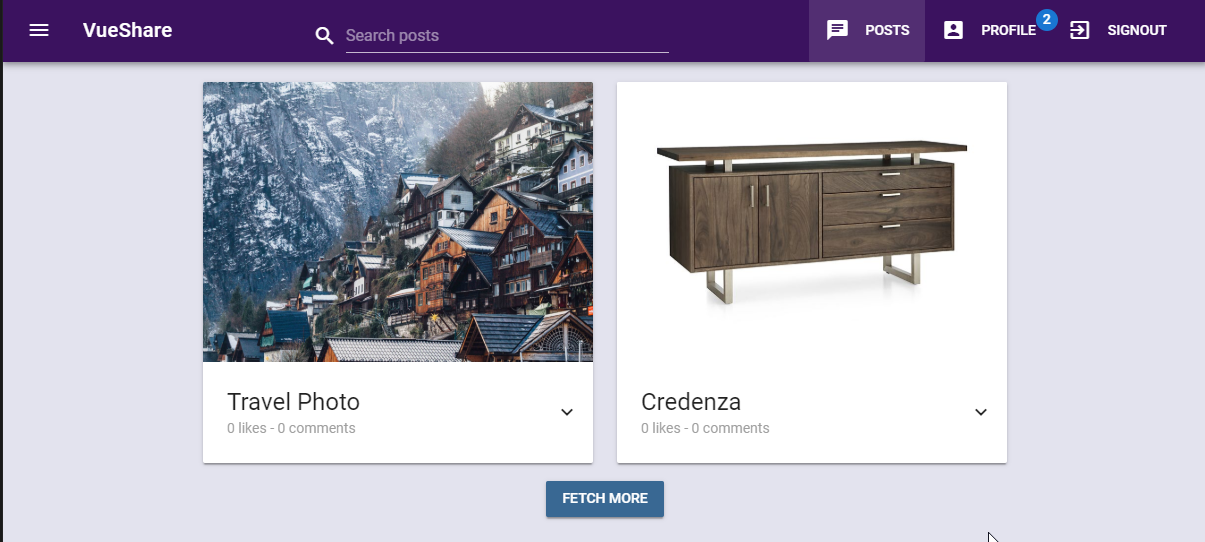 VueShare
Search posts
POSTS
PROFILE
2
SIGNOUT
Travel Photo
0 likes - 0 comments
Credenza
0 likes - 0 comments
FETCH MORE